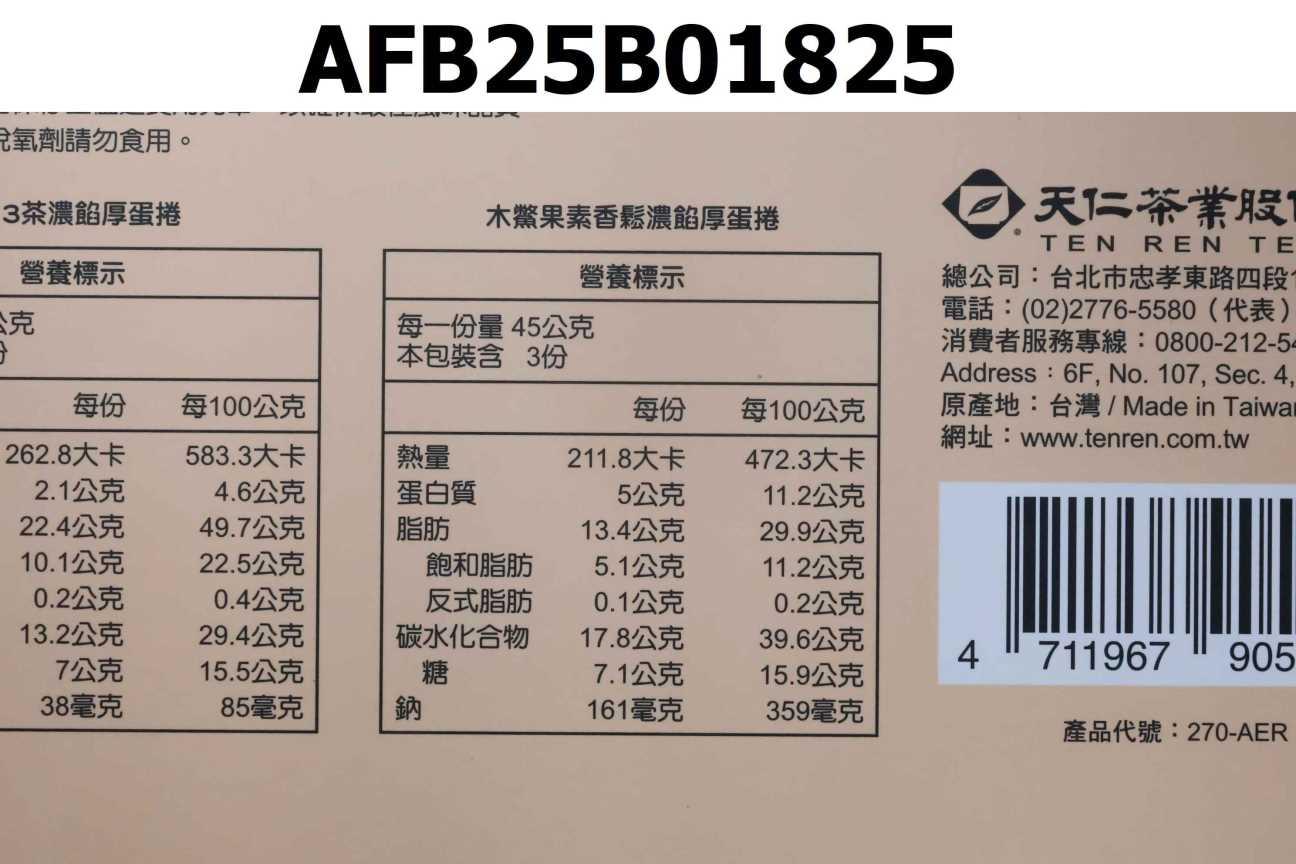 AFB25B01825
脫氧劑請勿食用。
3茶濃餡厚蛋捲
營養標示
公克
份
每份 每100公克
262.8大卡 583.3大卡
2.1公克 4.6公克
22.4公克 49.7公克
10.1公克 22.5公克
0.2公克 0.4公克
13.2公克 29.4公克
7公克 15.5公克
38毫克 85毫克
木鱉果素香鬆濃餡厚蛋捲
營養標示
每一份量 45公克
本包裝含 3份
每份 每100公克
熱量 211.8大卡 472.3大卡
蛋白質 5公克 11.2公克
脂肪 13.4公克 29.9公克
飽和脂肪 5.1公克 11.2公克
反式脂肪 0.1公克 0.2公克
碳水化合物 17.8公克 39.6公克
糖 7.1公克 15.9公克
鈉 161毫克 359毫克
天仁茶業股
TEN REN TE
總公司：台北市忠孝東路四段
電話：(02)2776-5580（代表）
消費者服務專線：0800-212-54
Address：6F, No. 107, Sec. 4,
原產地：台灣 / Made in Taiwan
網址：www.tenren.com.tw
4 711967 905
產品代號：270-AER